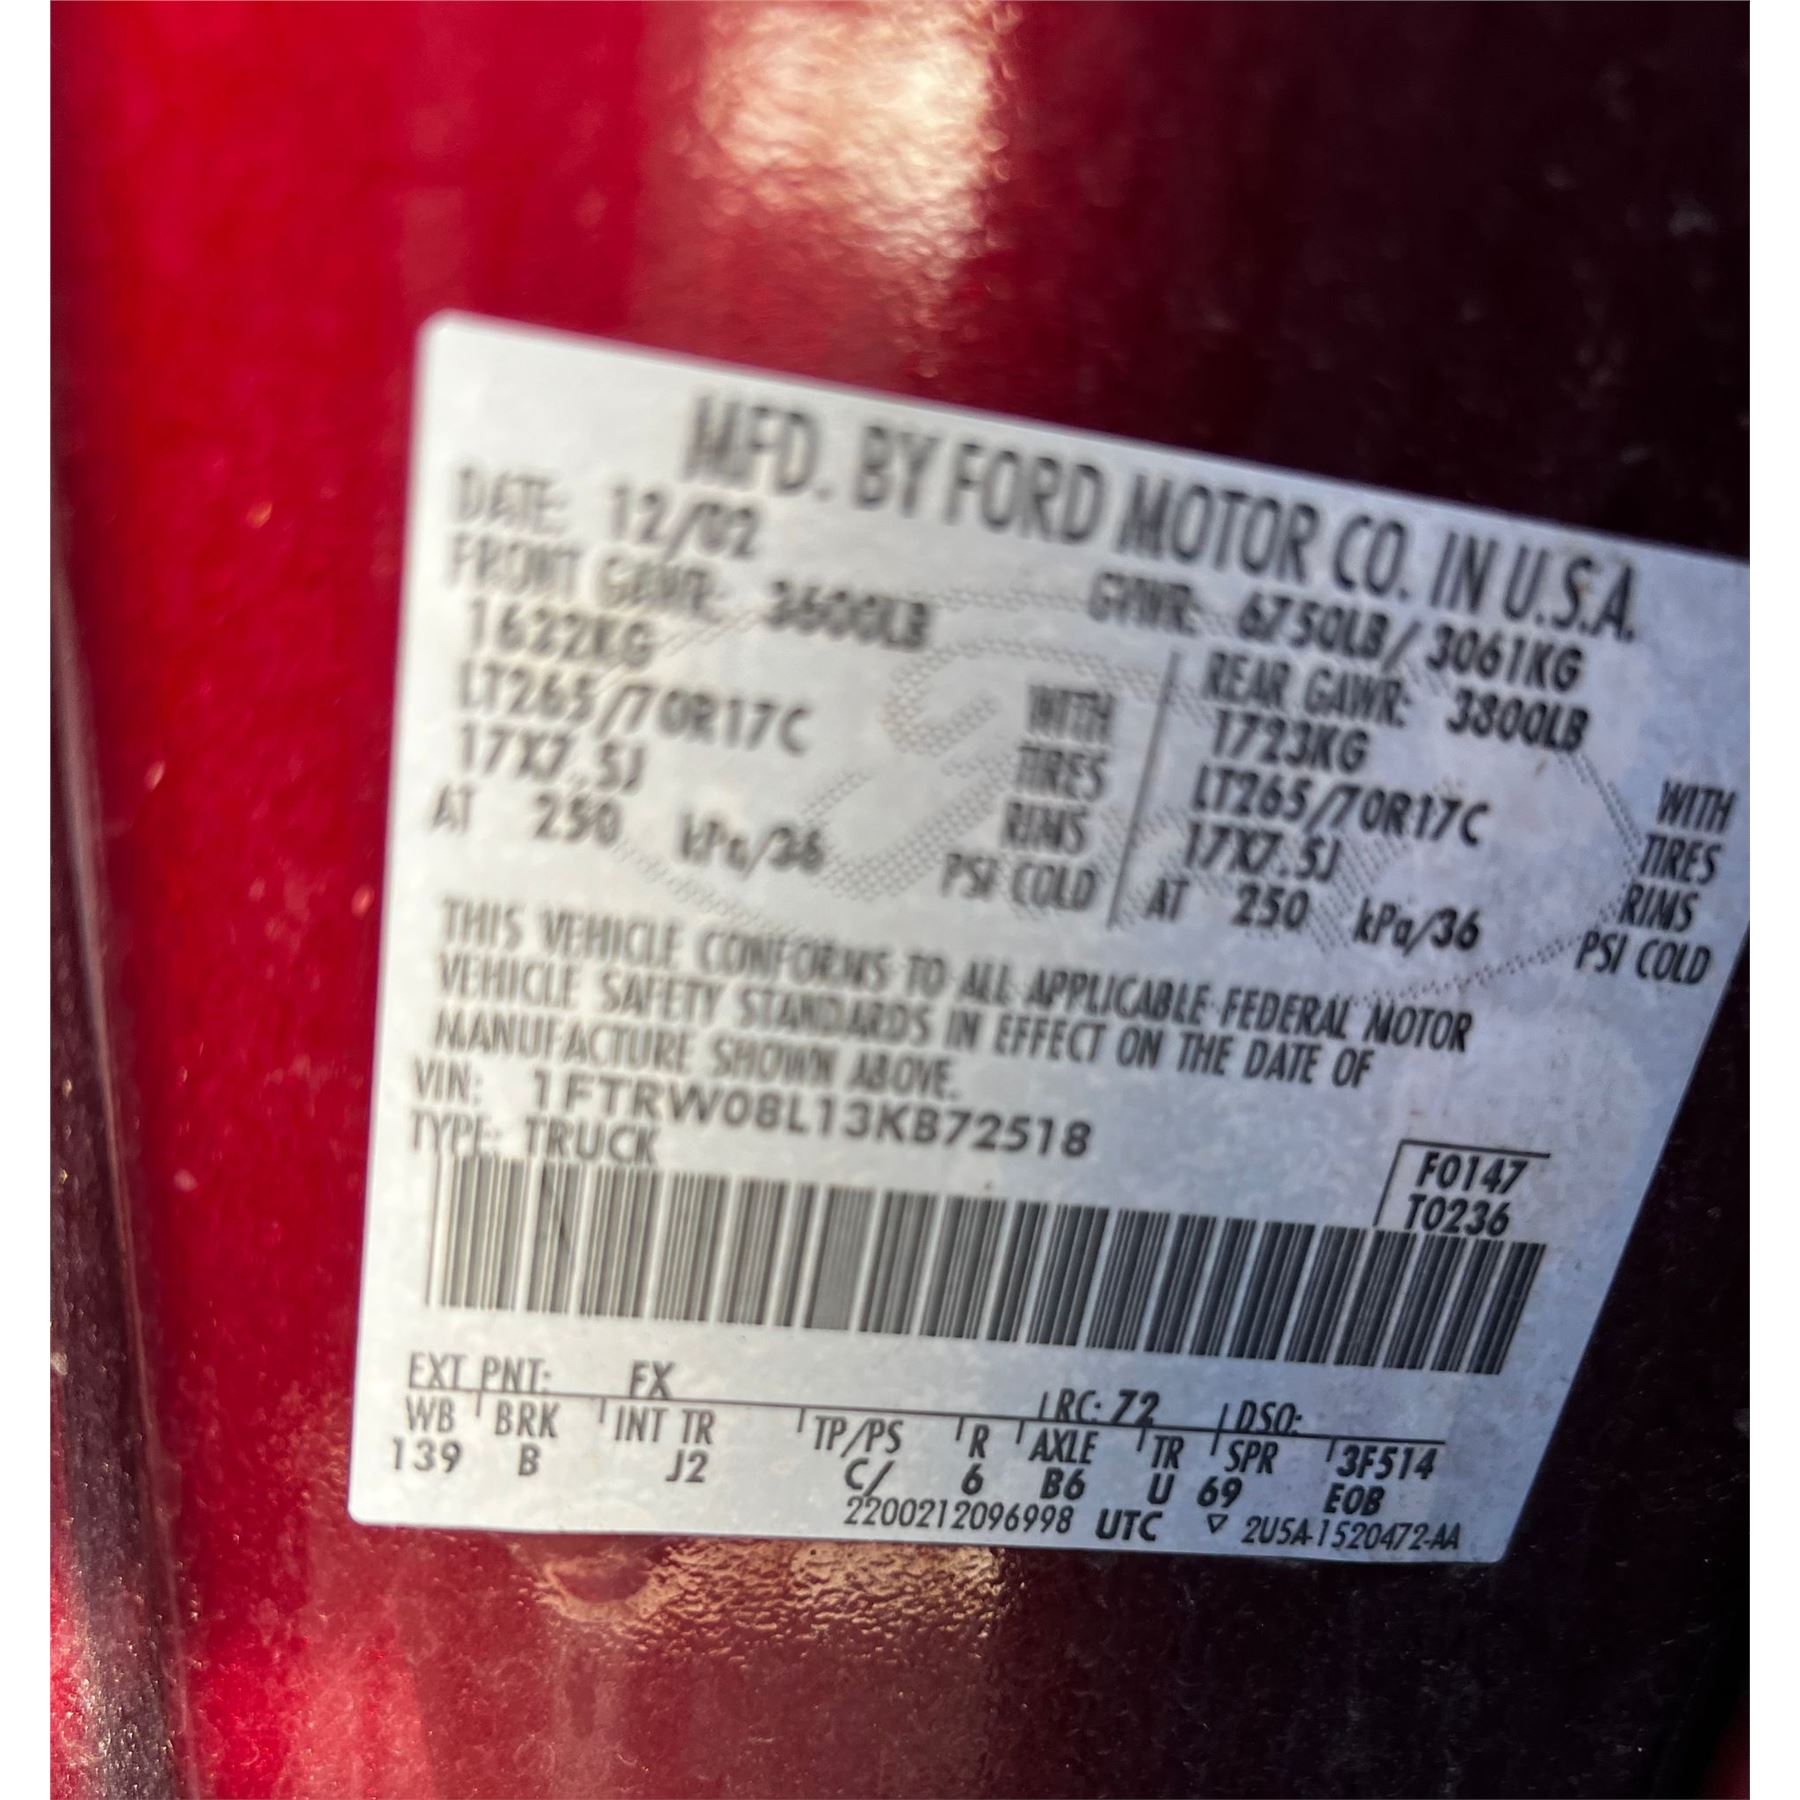 MFD. BY FORD MOTOR CO. IN U.S.A.
DATE: 12/02 GVWR: 6750LB/ 3061KG
FRONT GAWR: 3600LB REAR GAWR: 3800LB
1632KG WITH 1723KG WITH
LT265/70R17C TIRES LT265/70R17C TIRES
17X7.5J RIMS 17X7.5J RIMS
AT 250 kPa/36 PSI COLD AT 250 kPa/36 PSI COLD
THIS VEHICLE CONFORMS TO ALL APPLICABLE FEDERAL MOTOR
VEHICLE SAFETY STANDARDS IN EFFECT ON THE DATE OF
MANUFACTURE SHOWN ABOVE.
VIN: 1FTRW08L13KB72518
TYPE: TRUCK
F0147
T0236
EXT PNT: FX RC: 72 DSO:
WB BRK INT TR TP/PS R AXLE TR SPR 3F514
139 B J2 C/ 6 B6 U 69 E0B
2200212096998 UTC ▽ 2U5A-1520472-AA